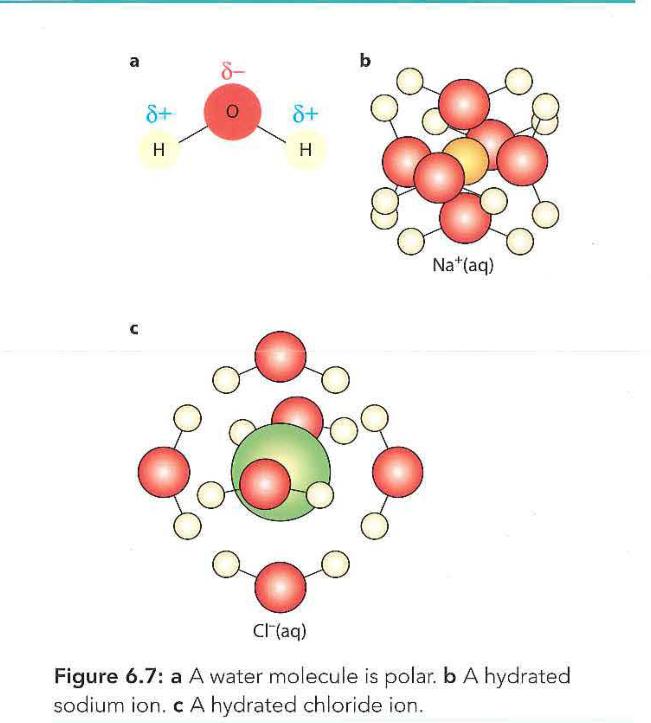 a
δ–
δ+
O
δ+
H
H
b
Na⁺(aq)
c
Cl⁻(aq)
Figure 6.7: a A water molecule is polar. b A hydrated
sodium ion. c A hydrated chloride ion.